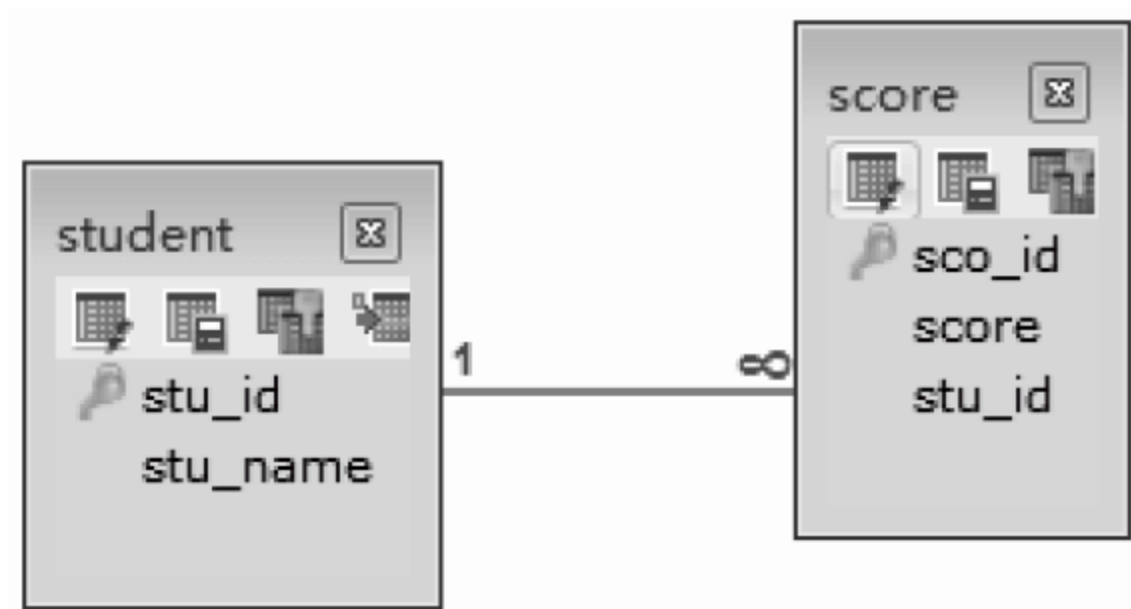 student
stu_id
stu_name
1
∞
score
sco_id
score
stu_id